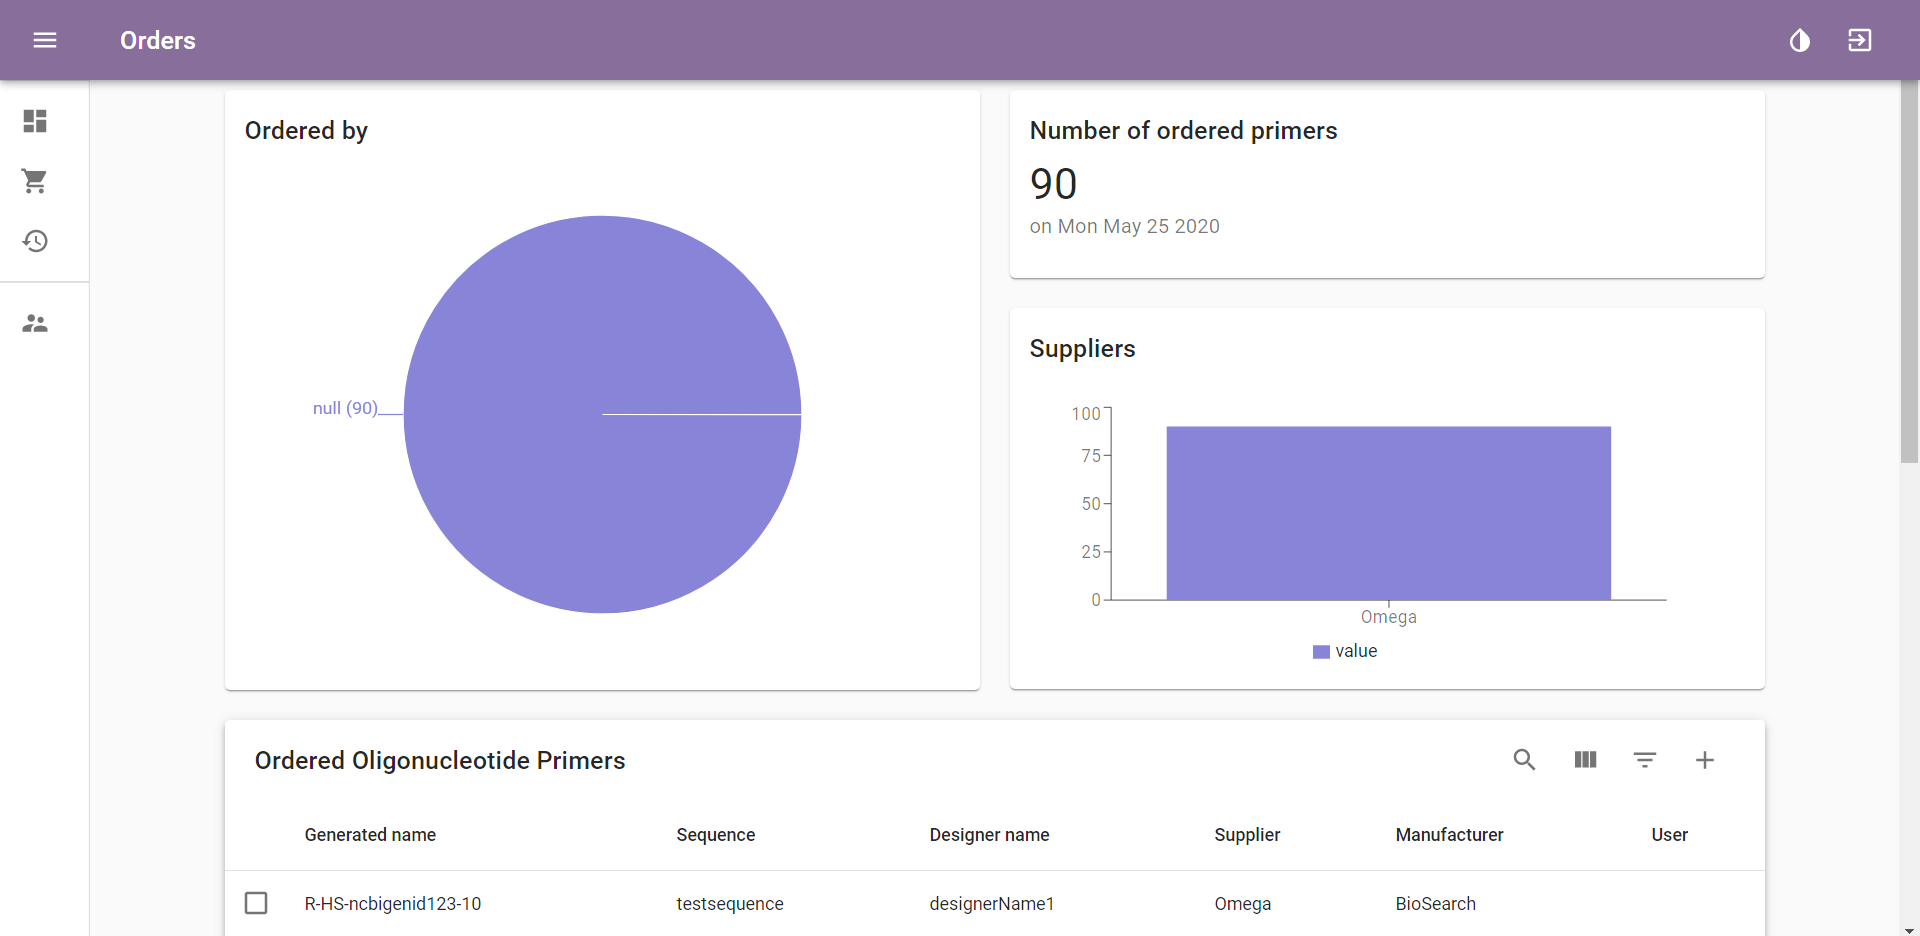 Orders
Ordered by
null (90)
Number of ordered primers
90
on Mon May 25 2020
Suppliers
100
75
50
25
0
Omega
value
Ordered Oligonucleotide Primers
Generated name Sequence Designer name Supplier Manufacturer User
R-HS-ncbigenid123-10 testsequence designerName1 Omega BioSearch